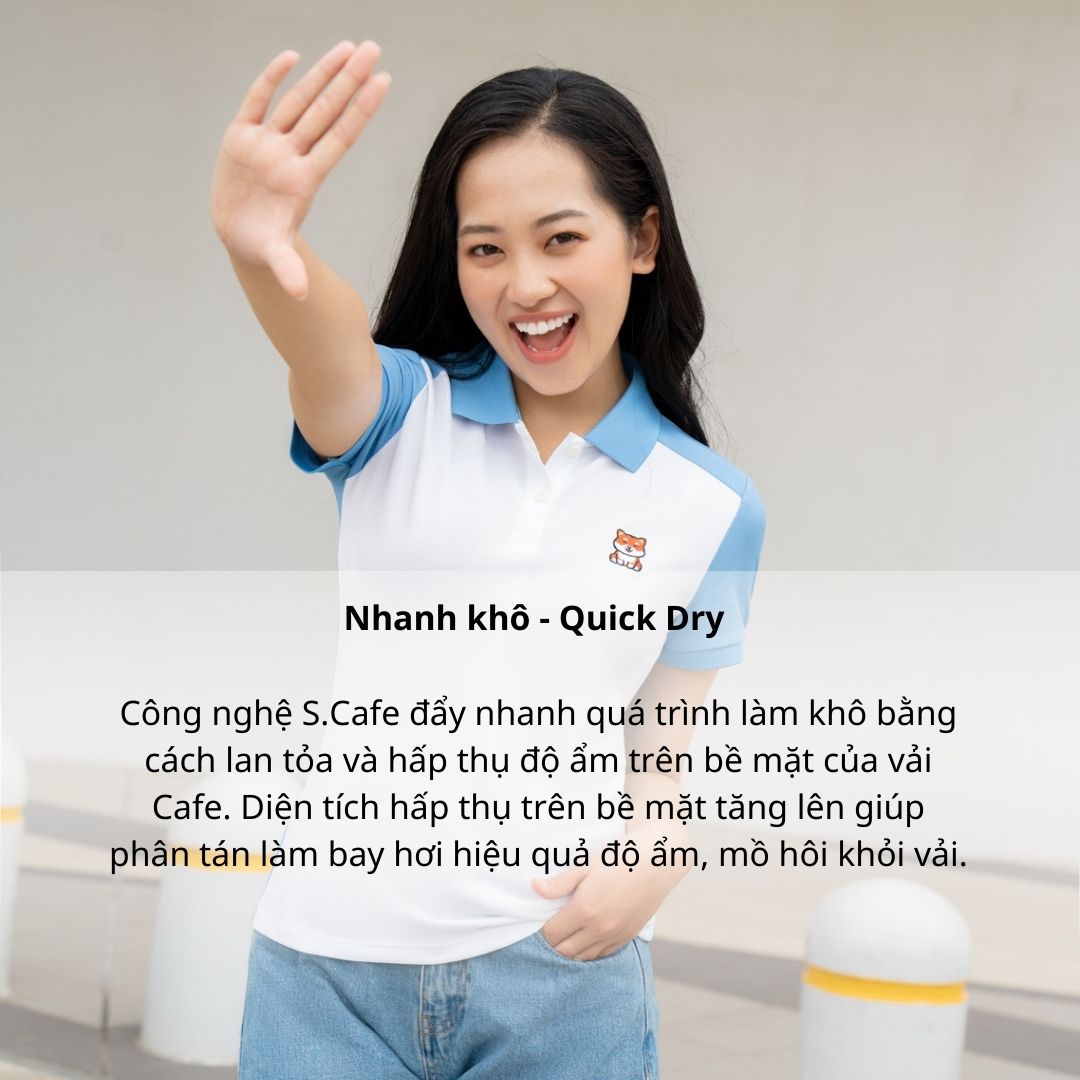 Nhanh khô - Quick Dry
Công nghệ S.Cafe đẩy nhanh quá trình làm khô bằng
cách lan tỏa và hấp thụ độ ẩm trên bề mặt của vải
Cafe. Diện tích hấp thụ trên bề mặt tăng lên giúp
phân tán làm bay hơi hiệu quả độ ẩm, mồ hôi khỏi vải.